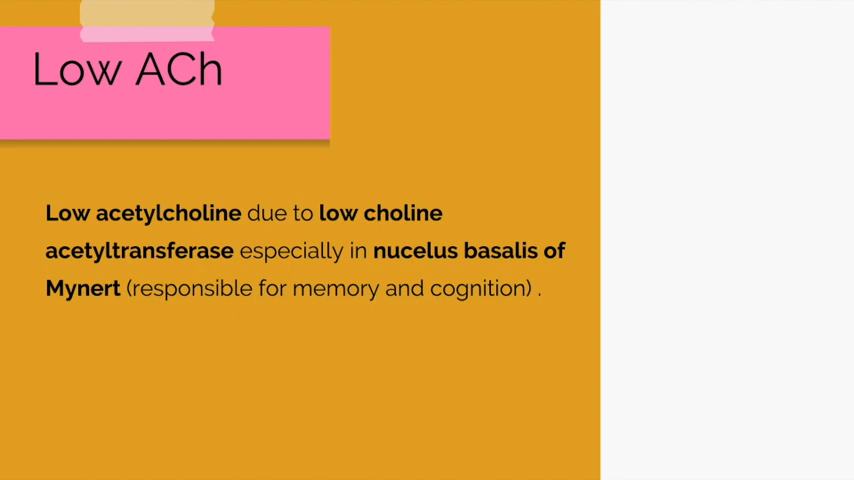 Low ACh
Low acetylcholine due to low choline
acetyltransferase especially in nucelus basalis of
Mynert (responsible for memory and cognition) .